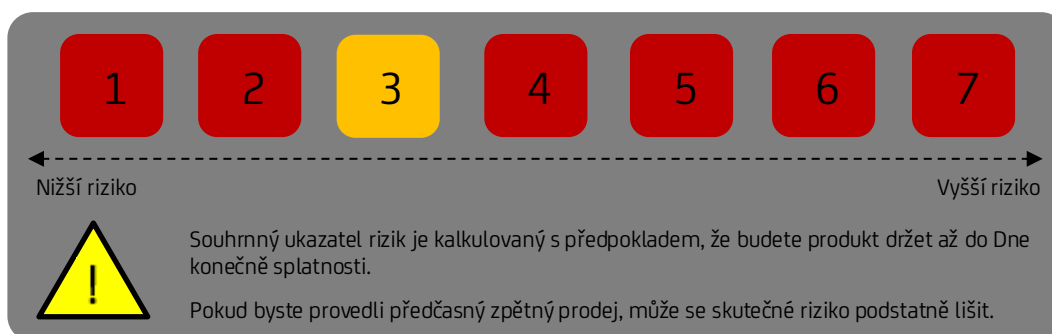 1 2 3 4 5 6 7
Nižší riziko Vyšší riziko
!
Souhrnný ukazatel rizik je kalkulovaný s předpokladem, že budete produkt držet až do Dne
konečně splatnosti.
Pokud byste provedli předčasný zpětný prodej, může se skutečné riziko podstatně lišit.